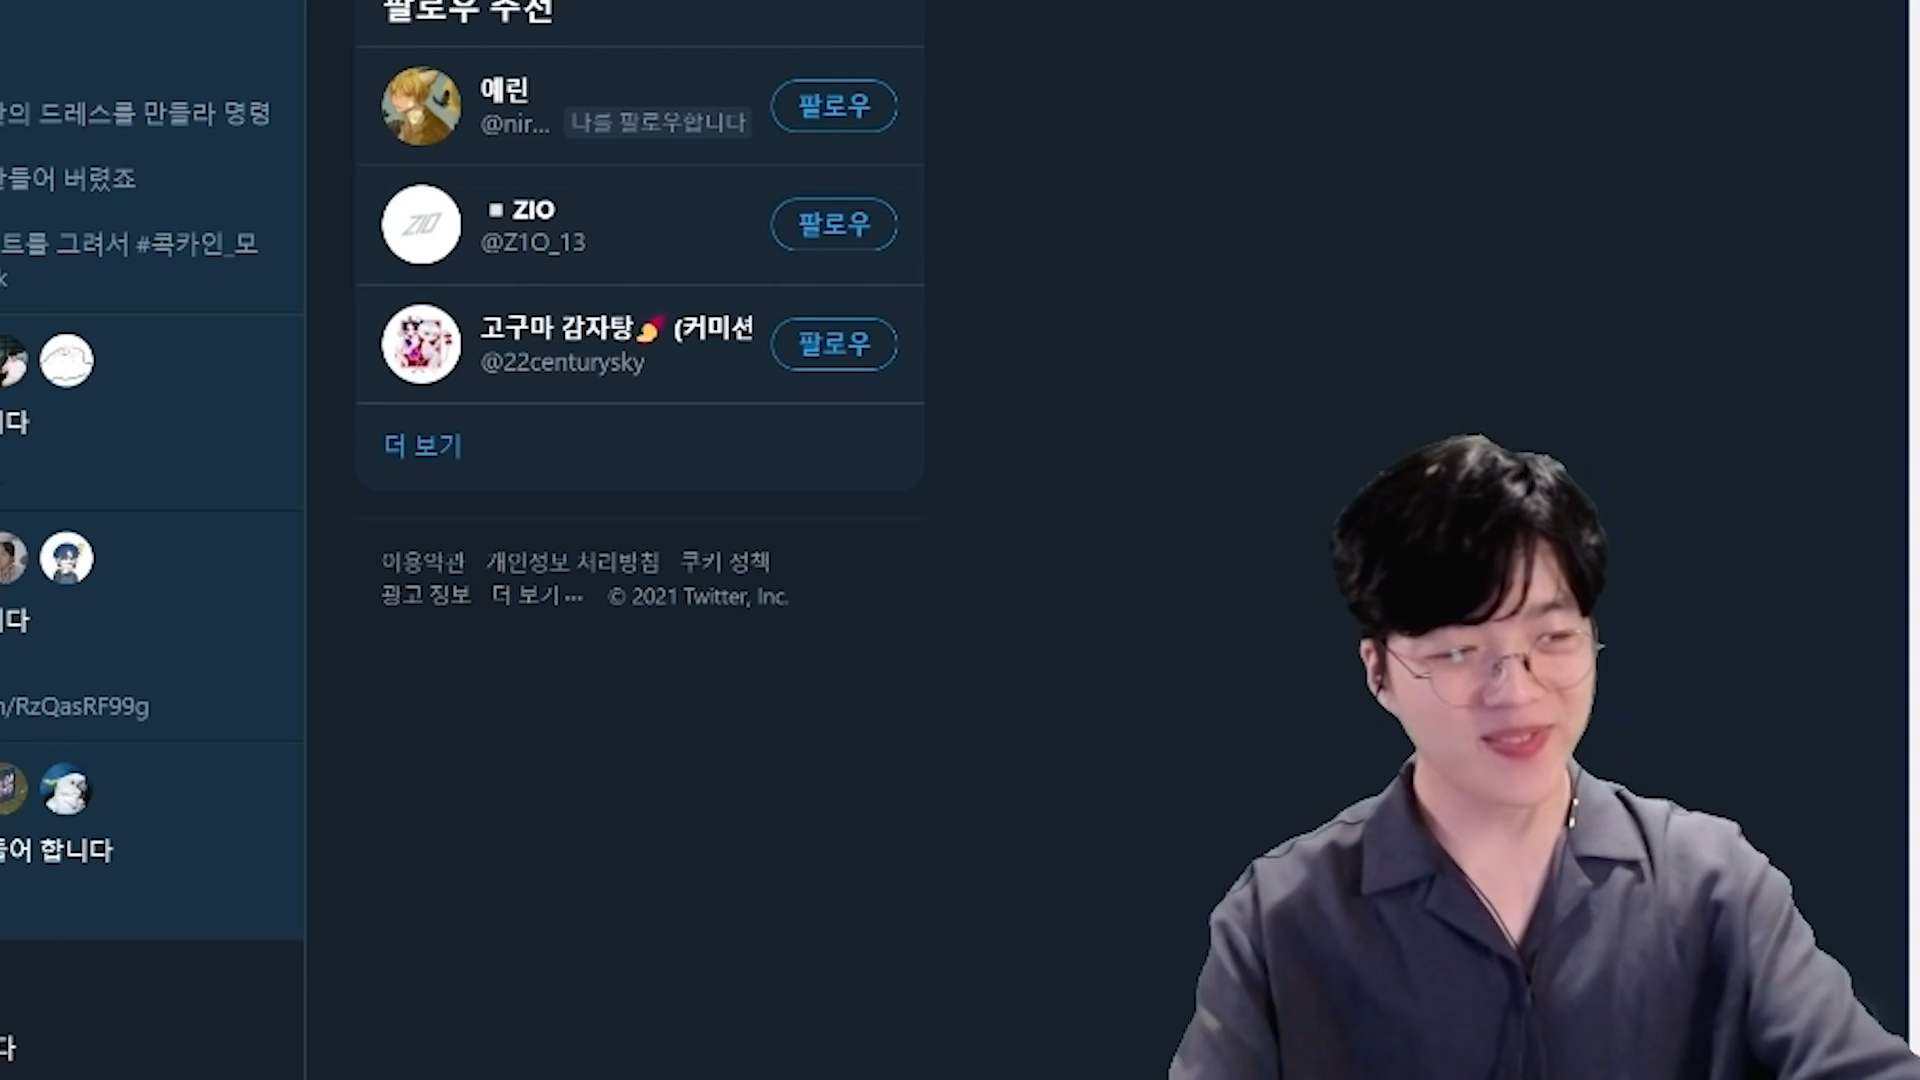 의 드레스를 만들라 명령
들어 버렸죠
트를 그려서 #콕카인_모
k
니다
니다
/RzQasRF99g
들어 합니다
다
팔로우 추천
예린
@nir... 나를 팔로우합니다
팔로우
ZIO
ZIO
@Z1O_13
팔로우
고구마 감자탕🍠 (커미션
@22centurysky
팔로우
더 보기
이용약관 개인정보 처리방침 쿠키 정책
광고 정보 더 보기··· © 2021 Twitter, Inc.